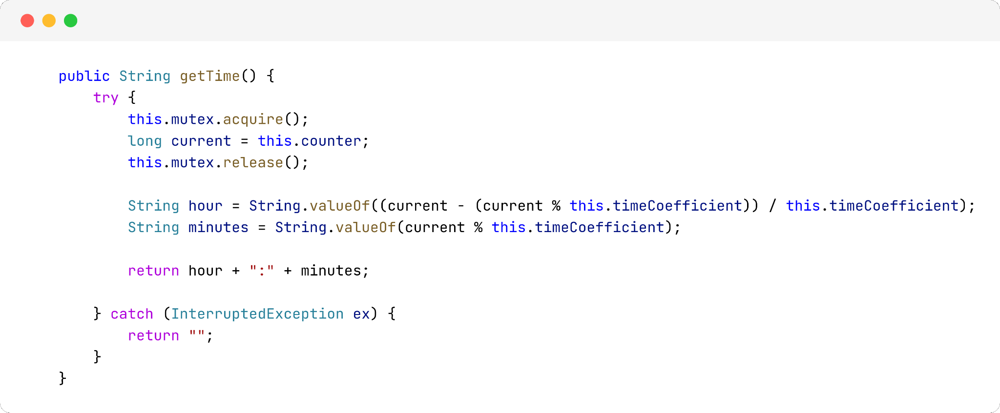 public String getTime() {
    try {
        this.mutex.acquire();
        long current = this.counter;
        this.mutex.release();

        String hour = String.valueOf((current - (current % this.timeCoefficient)) / this.timeCoefficient);
        String minutes = String.valueOf(current % this.timeCoefficient);

        return hour + ":" + minutes;

    } catch (InterruptedException ex) {
        return "";
    }
}